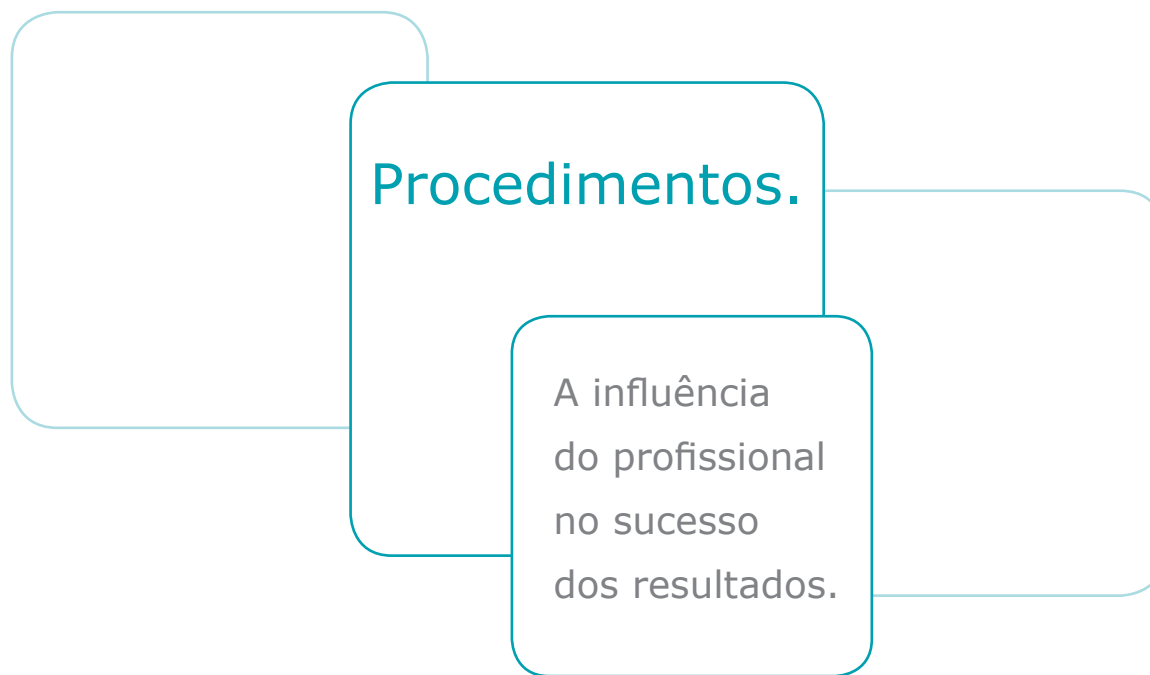 Procedimentos.
A influência
do profissional
no sucesso
dos resultados.